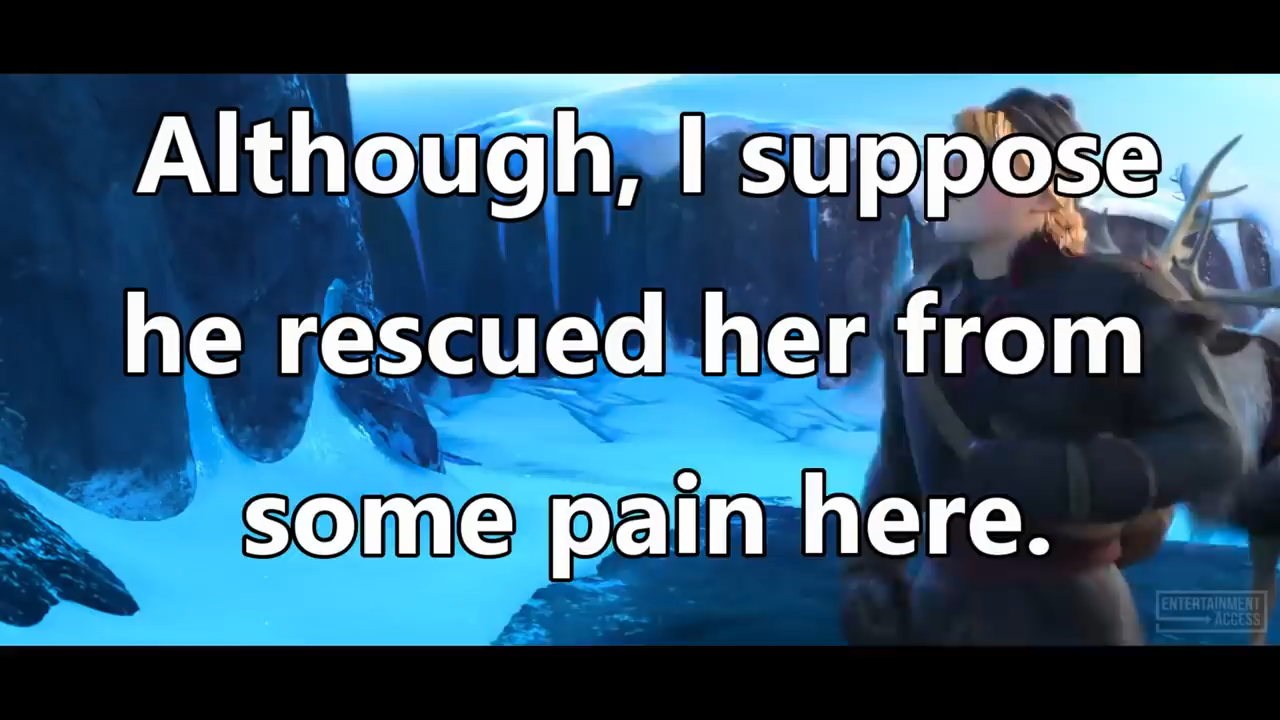 Although, I suppose
he rescued her from
some pain here.
ENTERTAINMENT
ACCESS